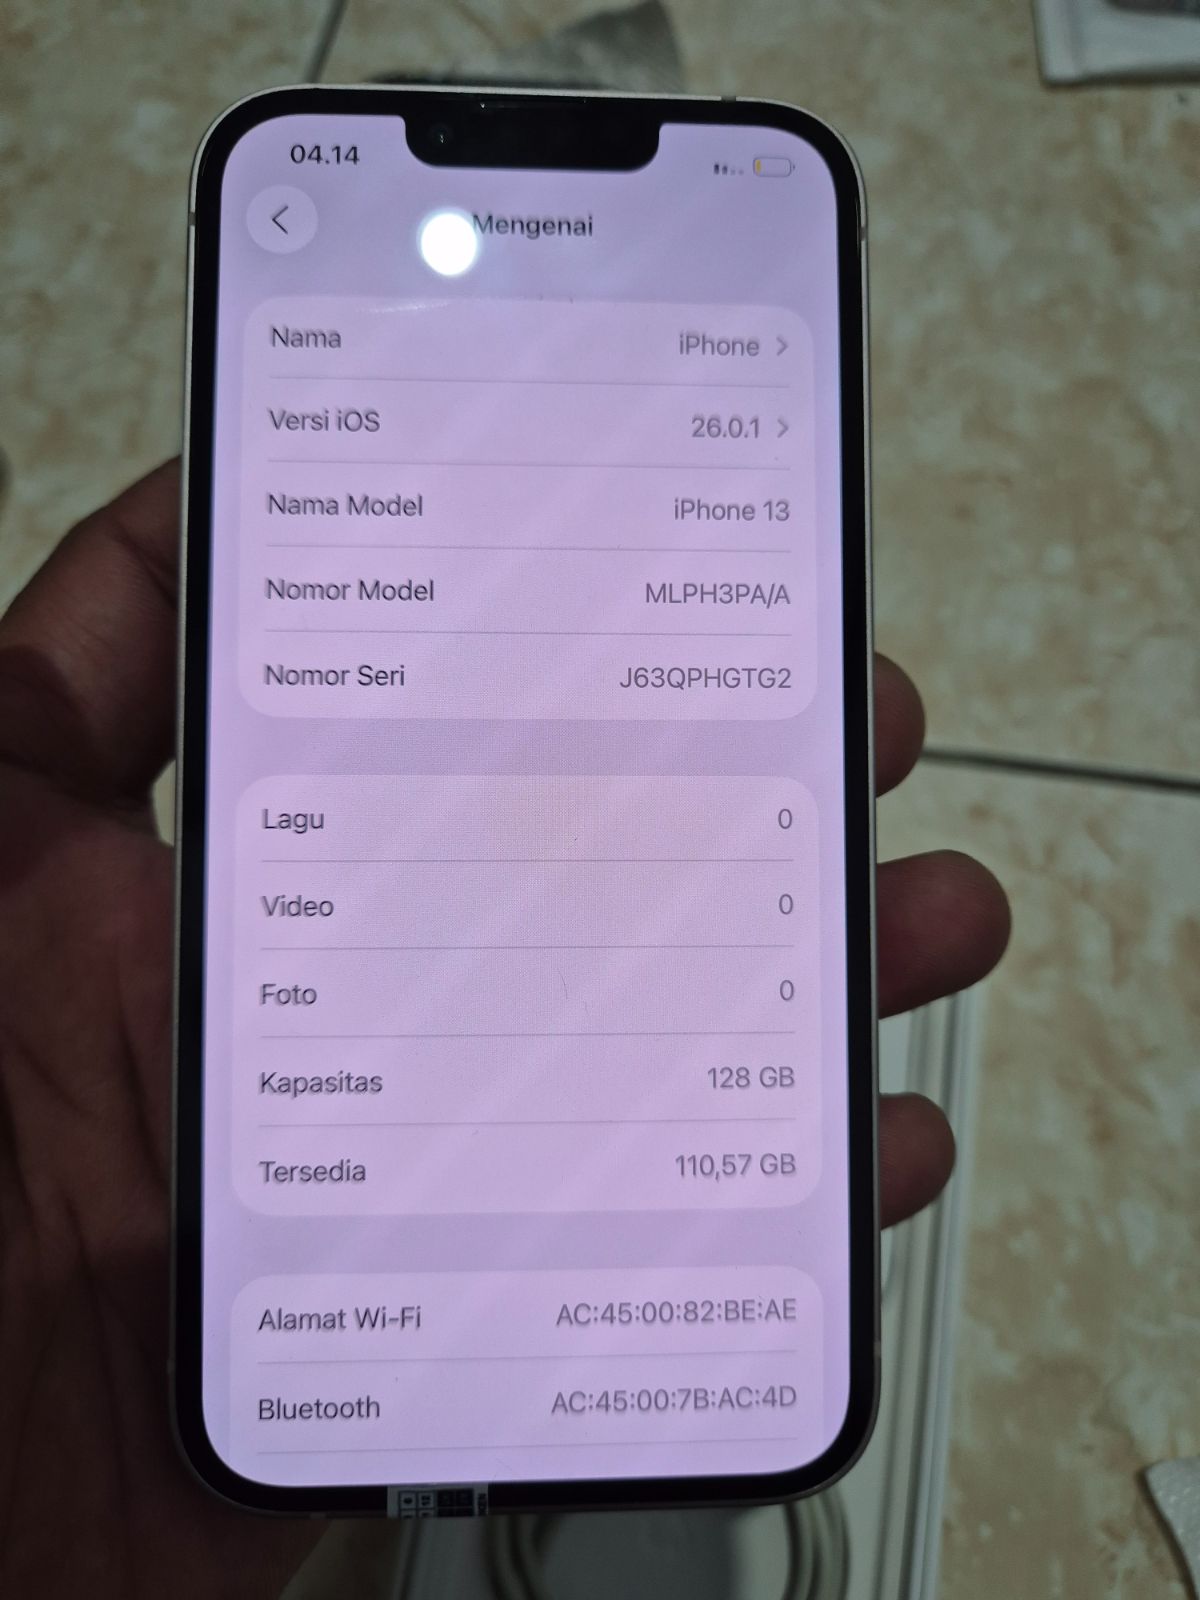 04.14
Mengenai
Nama iPhone
Versi iOS 26.0.1
Nama Model iPhone 13
Nomor Model MLPH3PA/A
Nomor Seri J63QPHGTG2
Lagu 0
Video 0
Foto 0
Kapasitas 128 GB
Tersedia 110,57 GB
Alamat Wi-Fi AC:45:00:82:BE:AE
Bluetooth AC:45:00:7B:AC:4D